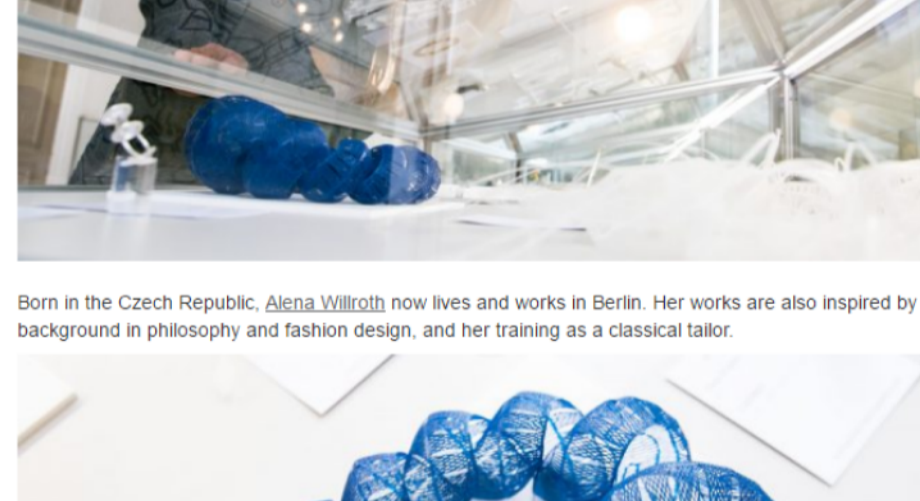 Born in the Czech Republic, Alena Willroth now lives and works in Berlin. Her works are also inspired by
background in philosophy and fashion design, and her training as a classical tailor.